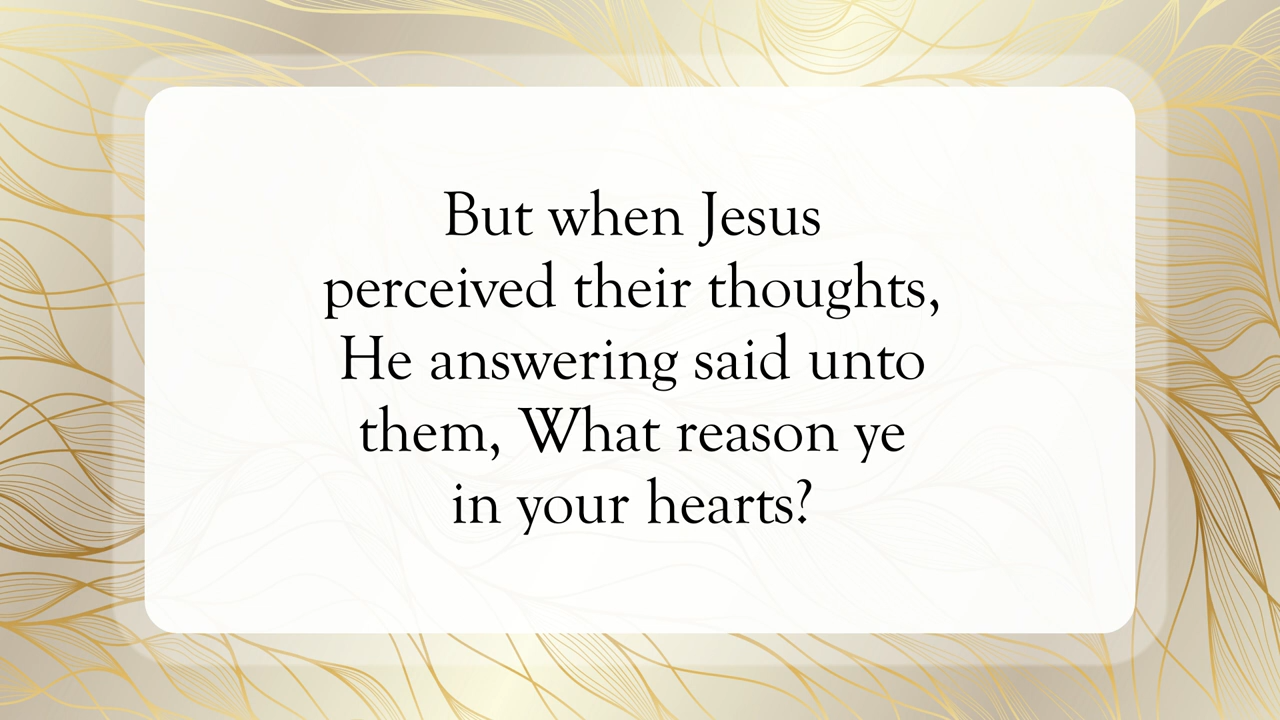 But when Jesus
perceived their thoughts,
He answering said unto
them, What reason ye
in your hearts?